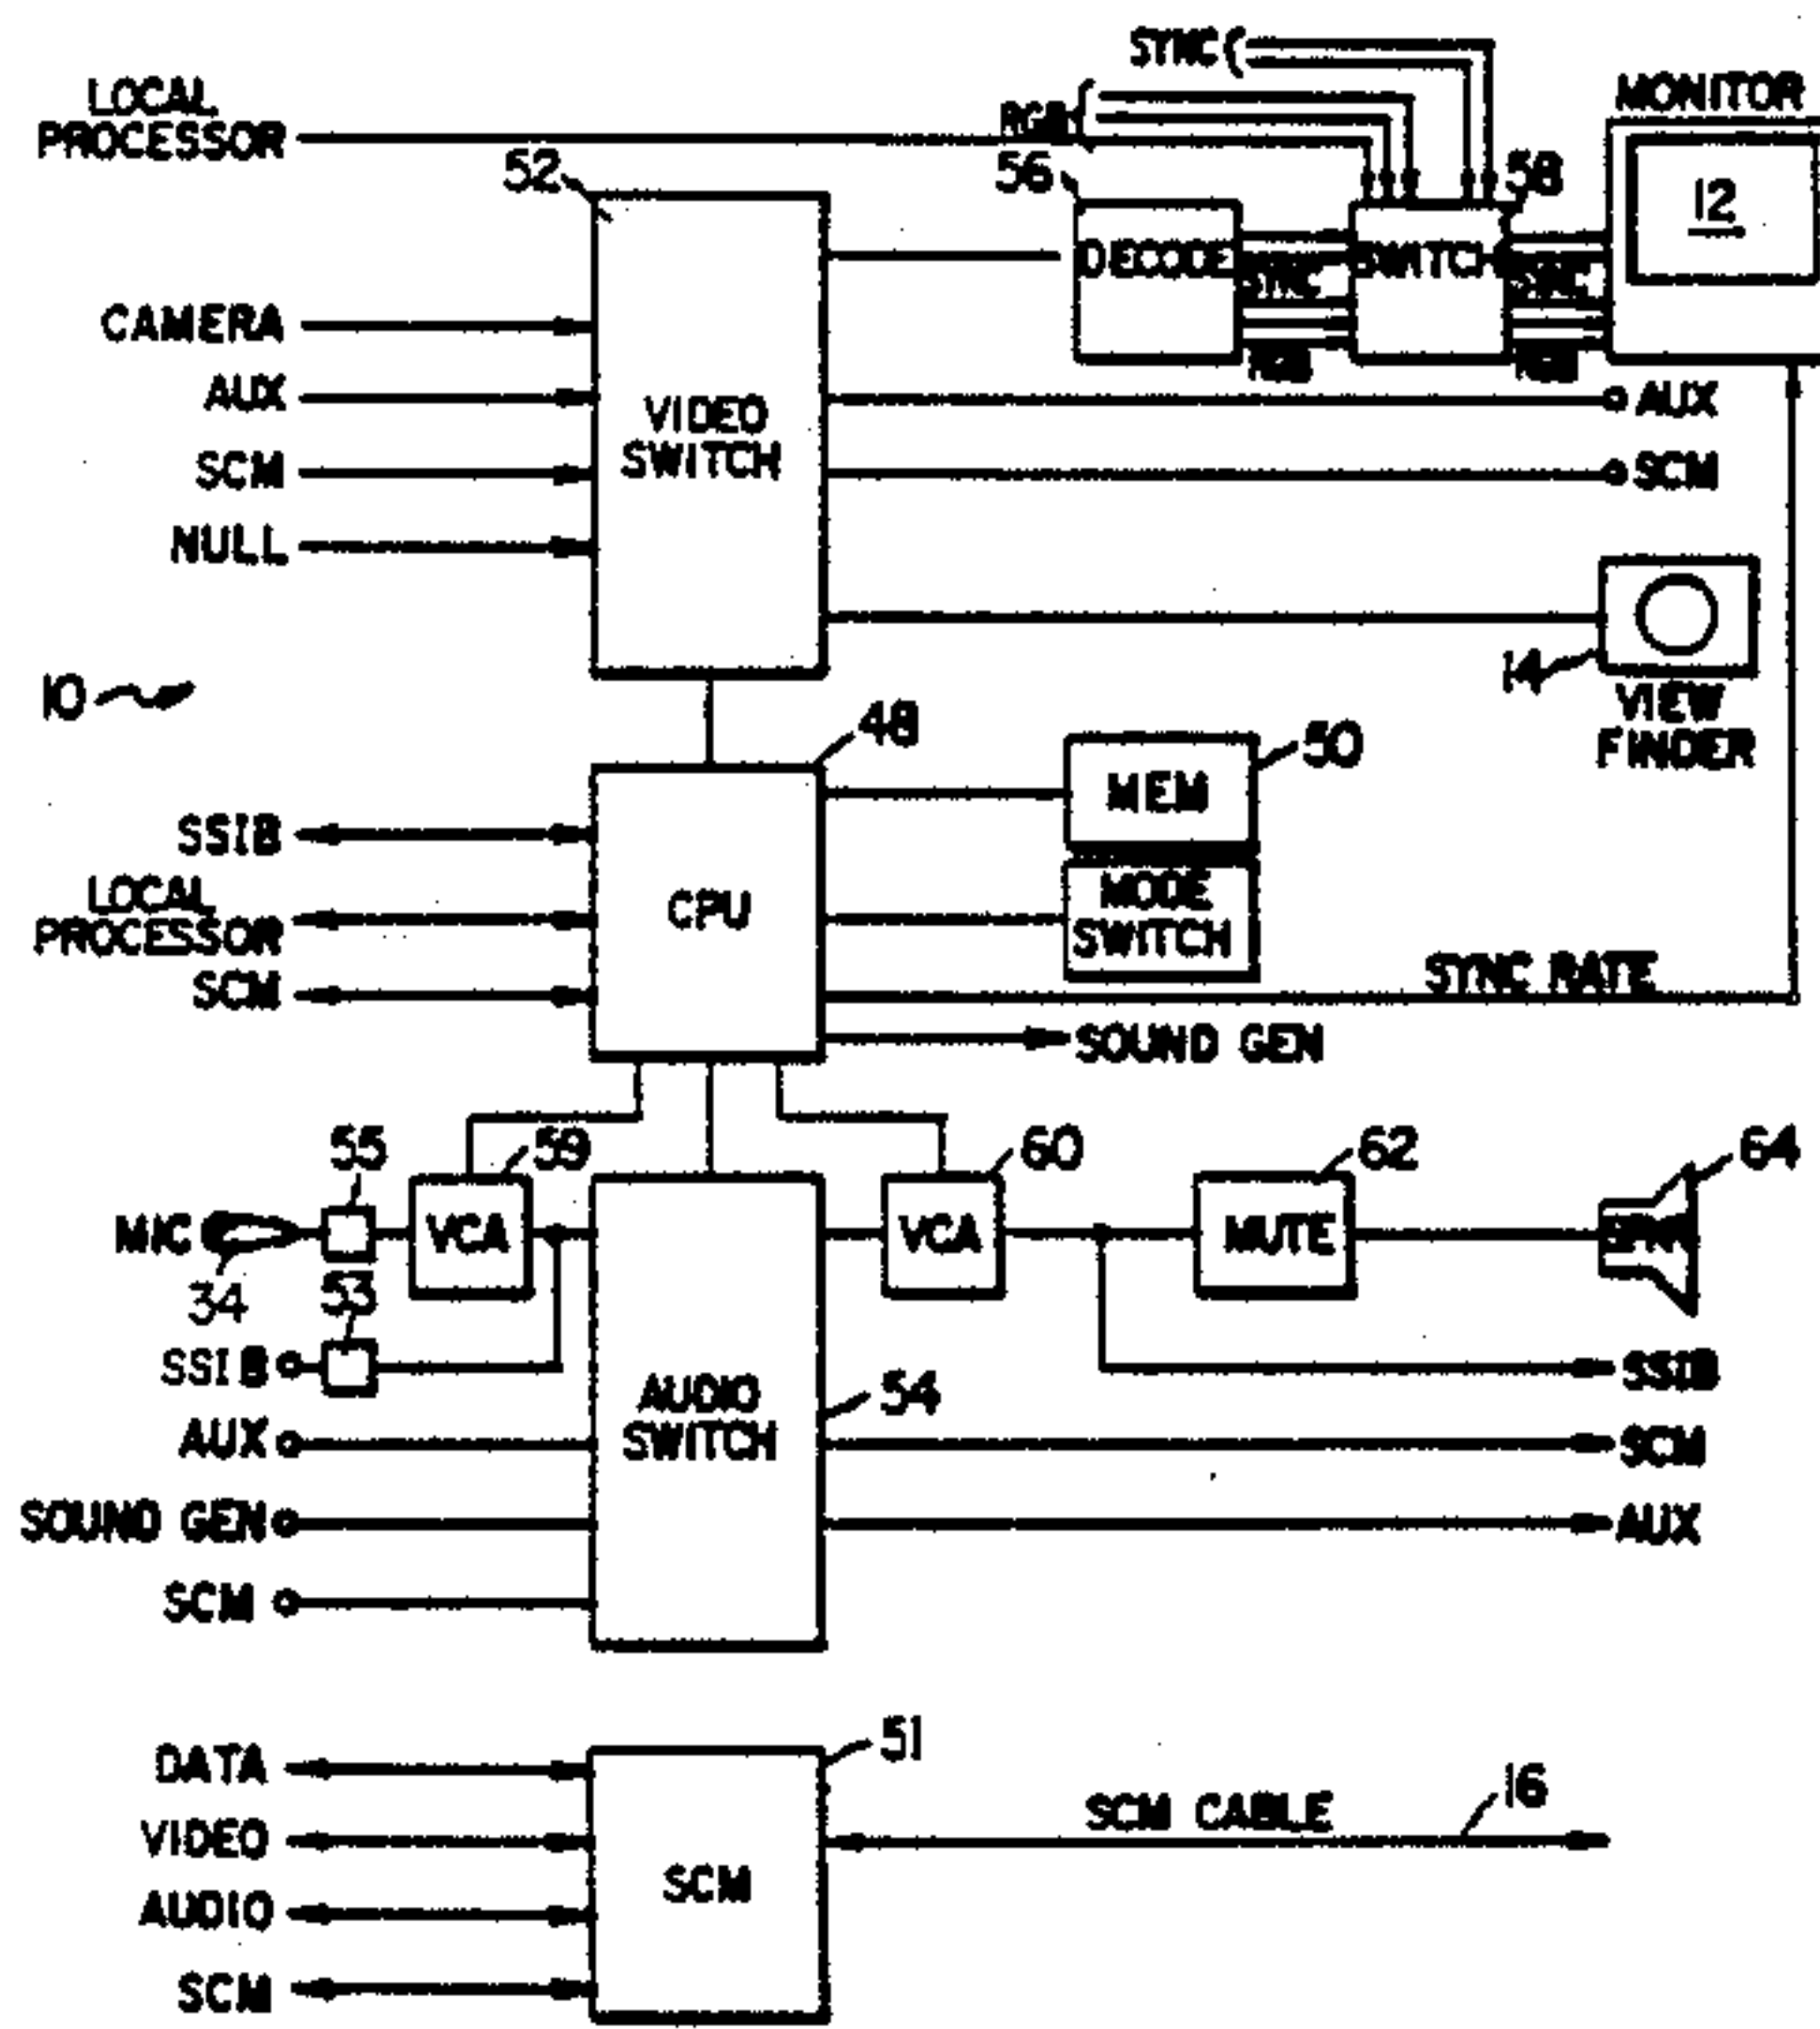 SYNC
LOCAL
PROCESSOR
RGB
MONITOR
52
56
58
12
DECODE
SWITCH
SYNC
SYNC
RGB
RGB
CAMERA
AUX
SCM
NULL
VIDEO
SWITCH
AUX
SCM
10
14
VIEW
FINDER
48
50
MEM
SSIB
LOCAL
PROCESSOR
SCM
CPU
MODE
SWITCH
SYNC RATE
SOUND GEN
55
59
60
62
64
MIC
VCA
VCA
MUTE
SPKR
34
53
SSIB
SSIB
AUDIO
SWITCH
54
AUX
SCM
SOUND GEN
AUX
SCM
51
DATA
VIDEO
AUDIO
SCM
SCM
SCM CABLE
16